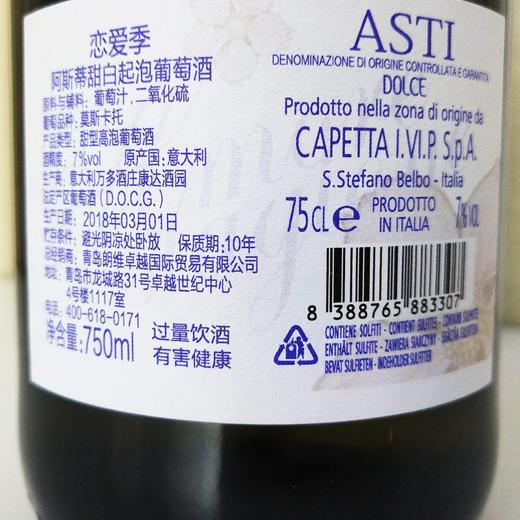 恋爱季
阿斯蒂甜白起泡葡萄酒
原料与辅料：葡萄汁，二氧化硫
葡萄品种：莫斯卡托
产品类型：甜型高泡葡萄酒
酒精度：7%vol 原产国：意大利
生产商：意大利万多酒庄康达酒园
法定产区葡萄酒（D.O.C.G.）
生产日期：2018年03月01日
贮存条件：避光阴凉处卧放 保质期：10年
总经销商：青岛朗维卓越国际贸易有限公司
地址：青岛市龙城路31号卓越世纪中心
4号楼1117室
电话：400-618-0171
净含量：750ml
过量饮酒
有害健康
ASTI
DENOMINAZIONE DI ORIGINE CONTROLLATA E GARANTITA
DOLCE
Prodotto nella zona di origine da
CAPETTA I.VI.P. S.p.A.
S.Stefano Belbo - Italia
75CL e PRODOTTO IN ITALIA 7% VOL
8 388765 883307
CONTIENE SOLFITI - CONTIENT SULFITES - CONTAINS SULFITES
ENTHÄLT SULFITE - ZAWIERA SIARCZYNY - SISÄLTÄÄ SULFIITTIA
BEVAT SULFIETEN - INDEHOLDER SULFITTER